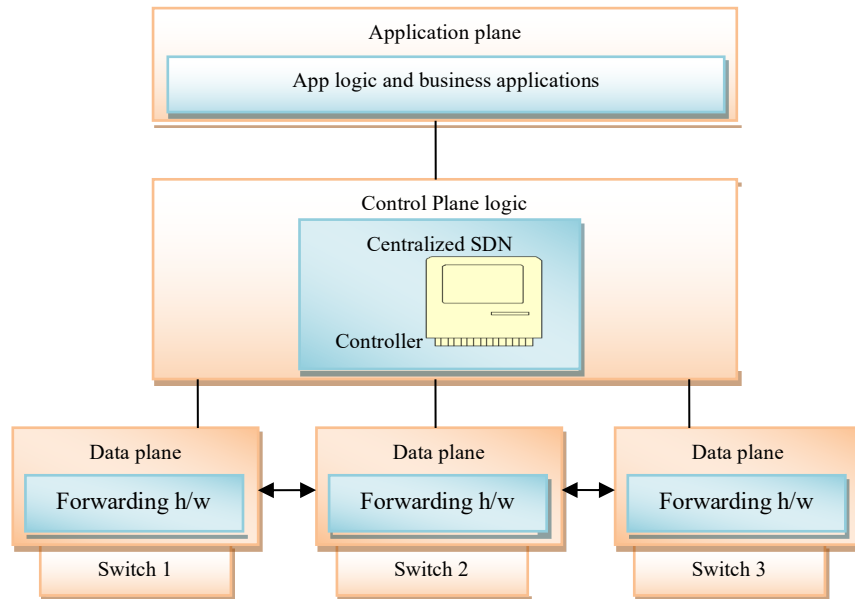 Application plane
App logic and business applications
Control Plane logic
Centralized SDN
Controller
Data plane
Forwarding h/w
Switch 1
Data plane
Forwarding h/w
Switch 2
Data plane
Forwarding h/w
Switch 3